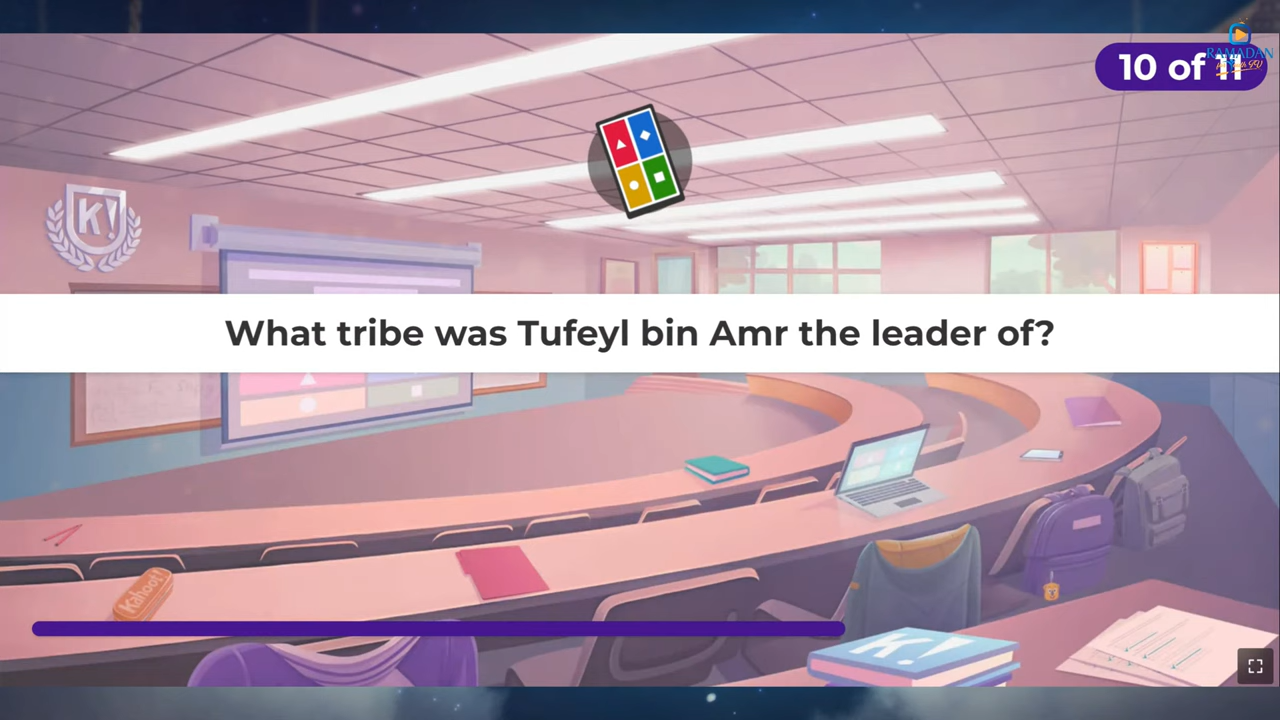 10 of 11
RAMADAN
K!
What tribe was Tufeyl bin Amr the leader of?
Kahoot!
K!